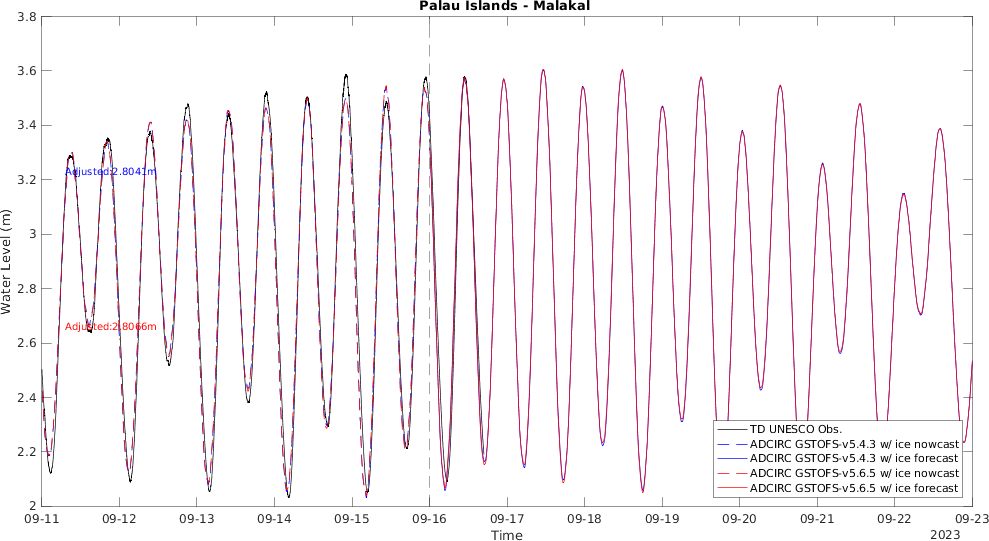 Palau Islands - Malakal
3.8
3.6
3.4
3.2
3
2.8
2.6
2.4
2.2
2
Water Level (m)
Adjusted:2.8041m
Adjusted:2.8066m
TD UNESCO Obs.
ADCIRC GSTOFS-v5.4.3 w/ ice nowcast
ADCIRC GSTOFS-v5.4.3 w/ ice forecast
ADCIRC GSTOFS-v5.6.5 w/ ice nowcast
ADCIRC GSTOFS-v5.6.5 w/ ice forecast
09-11 09-12 09-13 09-14 09-15 09-16 09-17 09-18 09-19 09-20 09-21 09-22 09-23
Time
2023